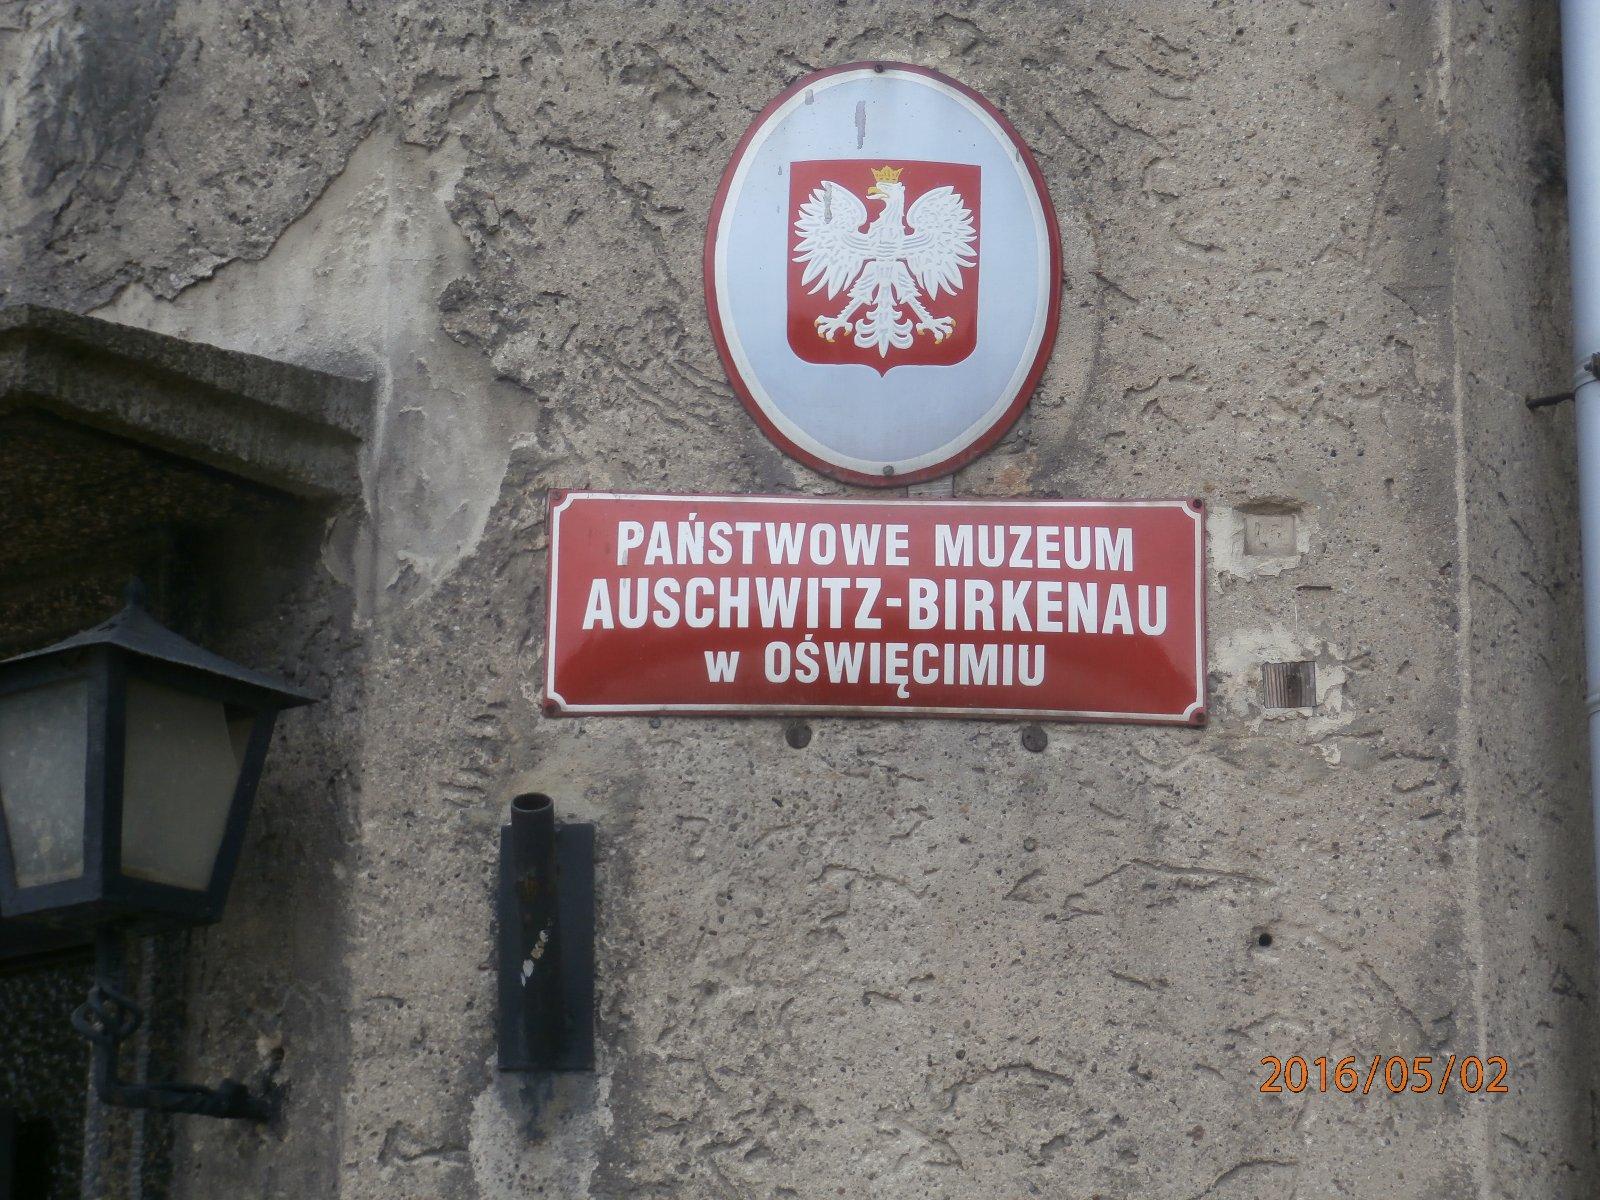 PAŃSTWOWE MUZEUM
AUSCHWITZ-BIRKENAU
w OŚWIĘCIMIU
2016/05/02